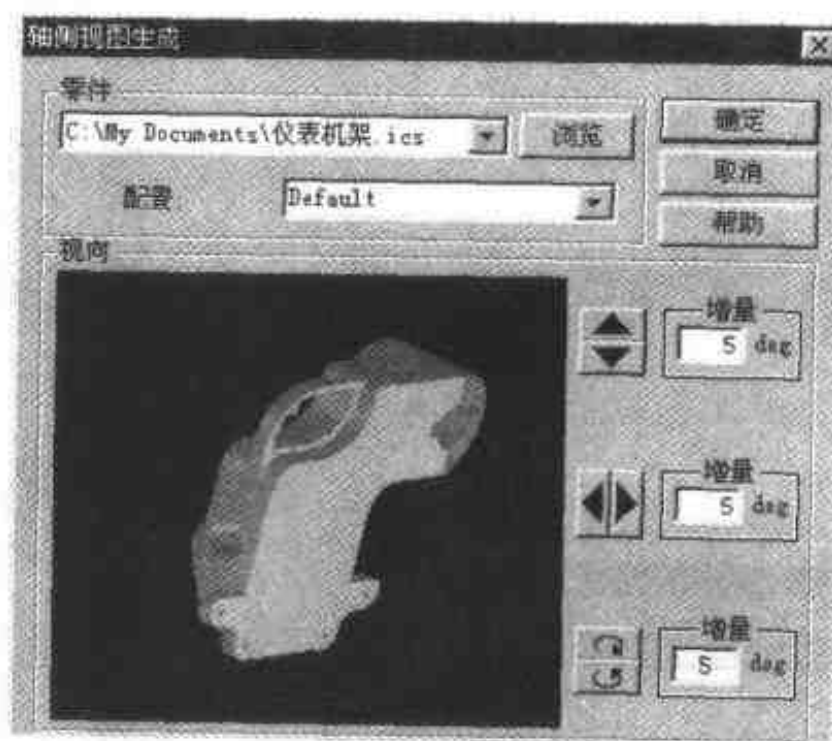 轴侧视图生成
零件
C:\My Documents\仪表机架.ics
浏览
确定
配置
Default
取消
帮助
视向
增量
5 deg
增量
5 deg
增量
5 deg